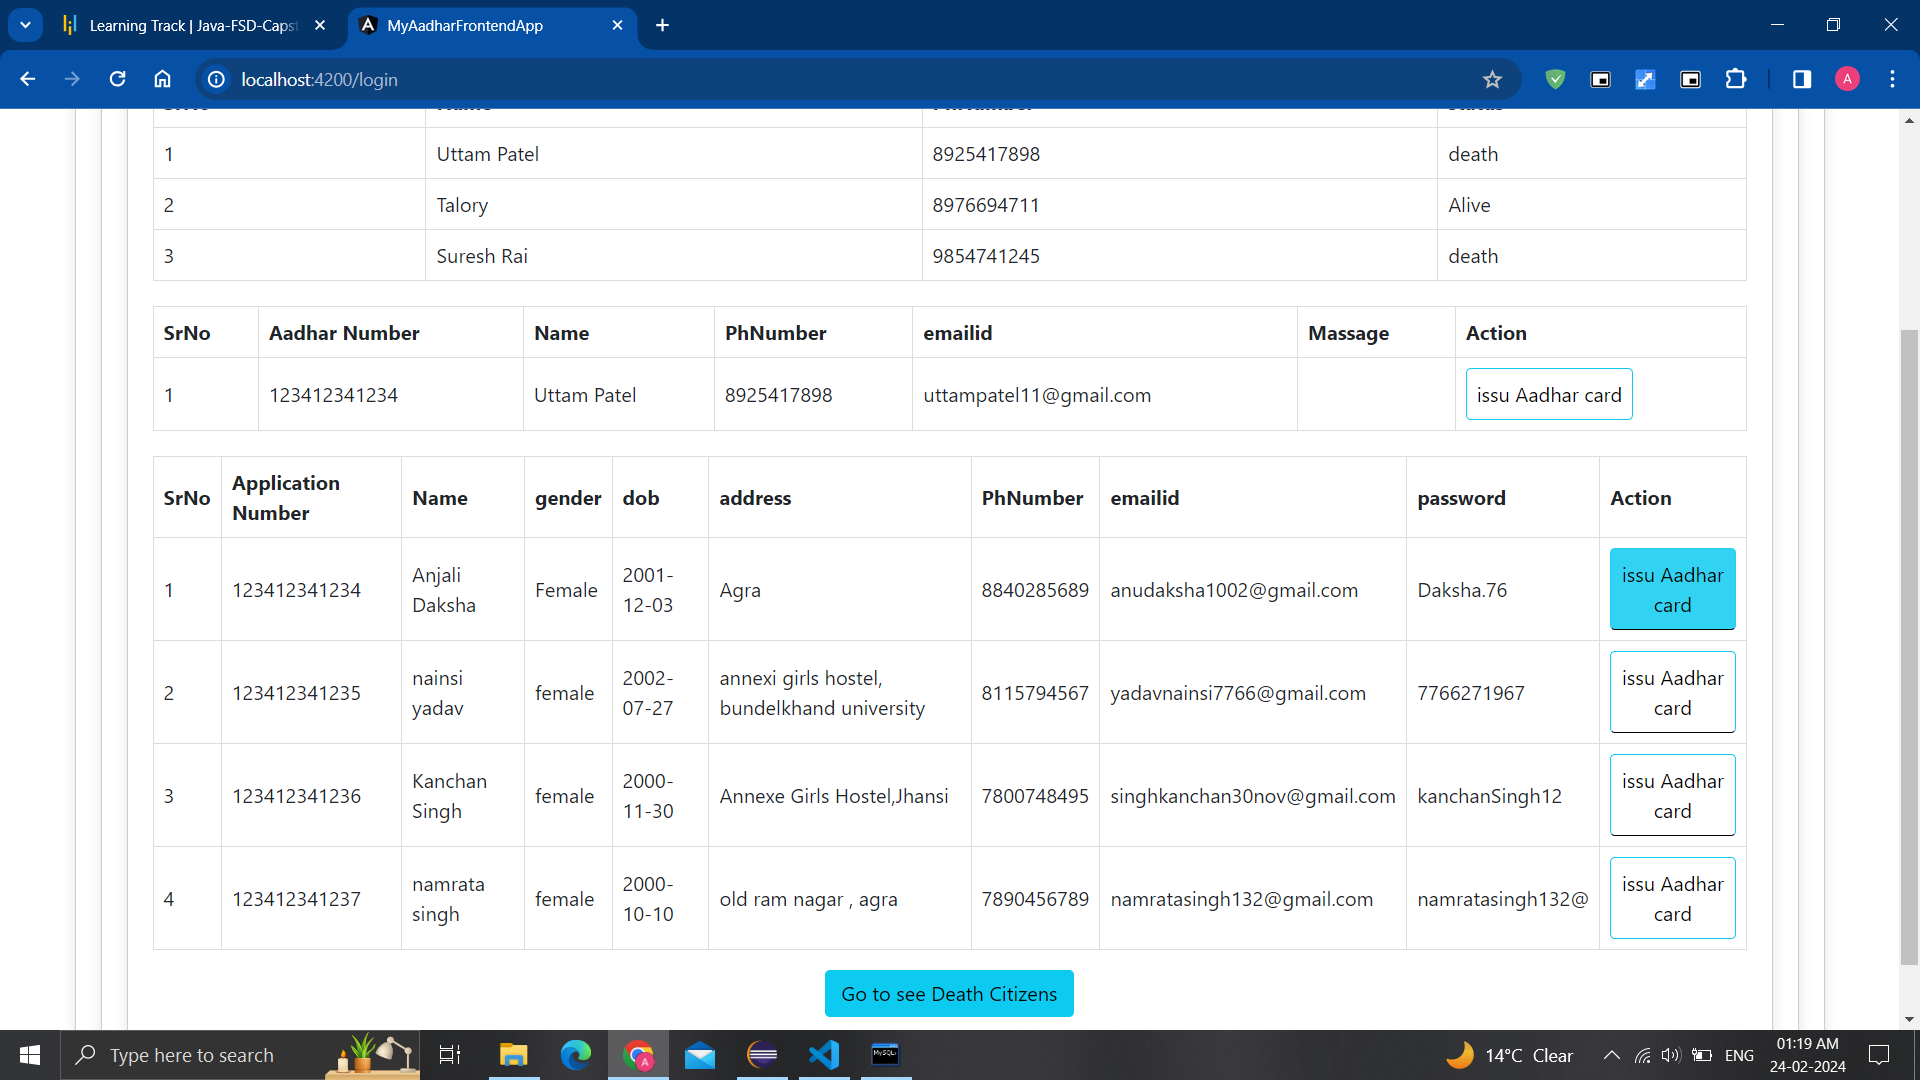 Learning Track | Java-FSD-Capst
MyAadharFrontendApp
localhost:4200/login
A
1 Uttam Patel 8925417898 death
2 Talory 8976694711 Alive
3 Suresh Rai 9854741245 death
SrNo Aadhar Number Name PhNumber emailid Massage Action
1 123412341234 Uttam Patel 8925417898 uttampatel11@gmail.com issu Aadhar card
SrNo Application Number Name gender dob address PhNumber emailid password Action
1 123412341234 Anjali Daksha Female 2001-12-03 Agra 8840285689 anudaksha1002@gmail.com Daksha.76 issu Aadhar card
2 123412341235 nainsi yadav female 2002-07-27 annexi girls hostel, bundelkhand university 8115794567 yadavnainsi7766@gmail.com 7766271967 issu Aadhar card
3 123412341236 Kanchan Singh female 2000-11-30 Annexe Girls Hostel,Jhansi 7800748495 singhkanchan30nov@gmail.com kanchanSingh12 issu Aadhar card
4 123412341237 namrata singh female 2000-10-10 old ram nagar , agra 7890456789 namratasingh132@gmail.com namratasingh132@ issu Aadhar card
Go to see Death Citizens
Type here to search
14°C Clear
ENG
01:19 AM
24-02-2024